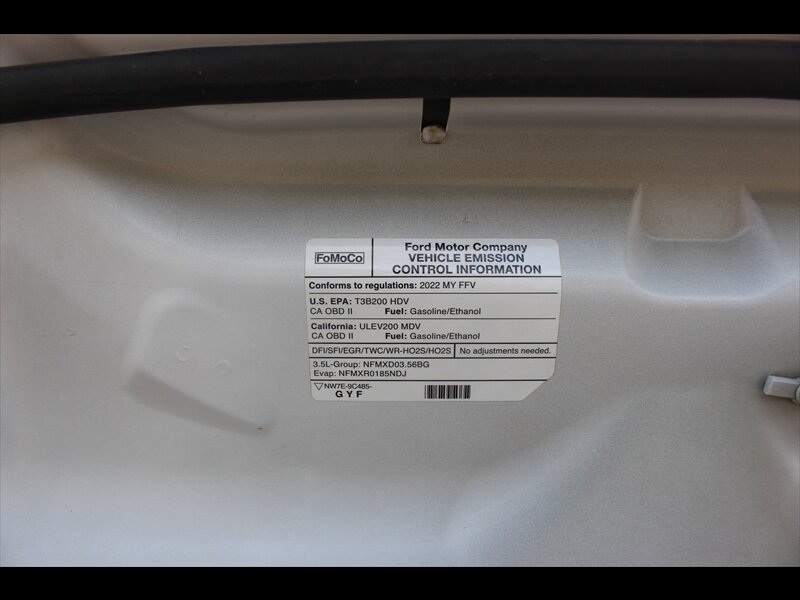 FoMoCo
Ford Motor Company
VEHICLE EMISSION
CONTROL INFORMATION
Conforms to regulations: 2022 MY FFV
U.S. EPA: T3B200 HDV
CA OBD II Fuel: Gasoline/Ethanol
California: ULEV200 MDV
CA OBD II Fuel: Gasoline/Ethanol
DFI/SFI/EGR/TWC/WR-HO2S/HO2S No adjustments needed.
3.5L-Group: NFMXD03.56BG
Evap: NFMXR0185NDJ
NW7E-9C485-
G Y F